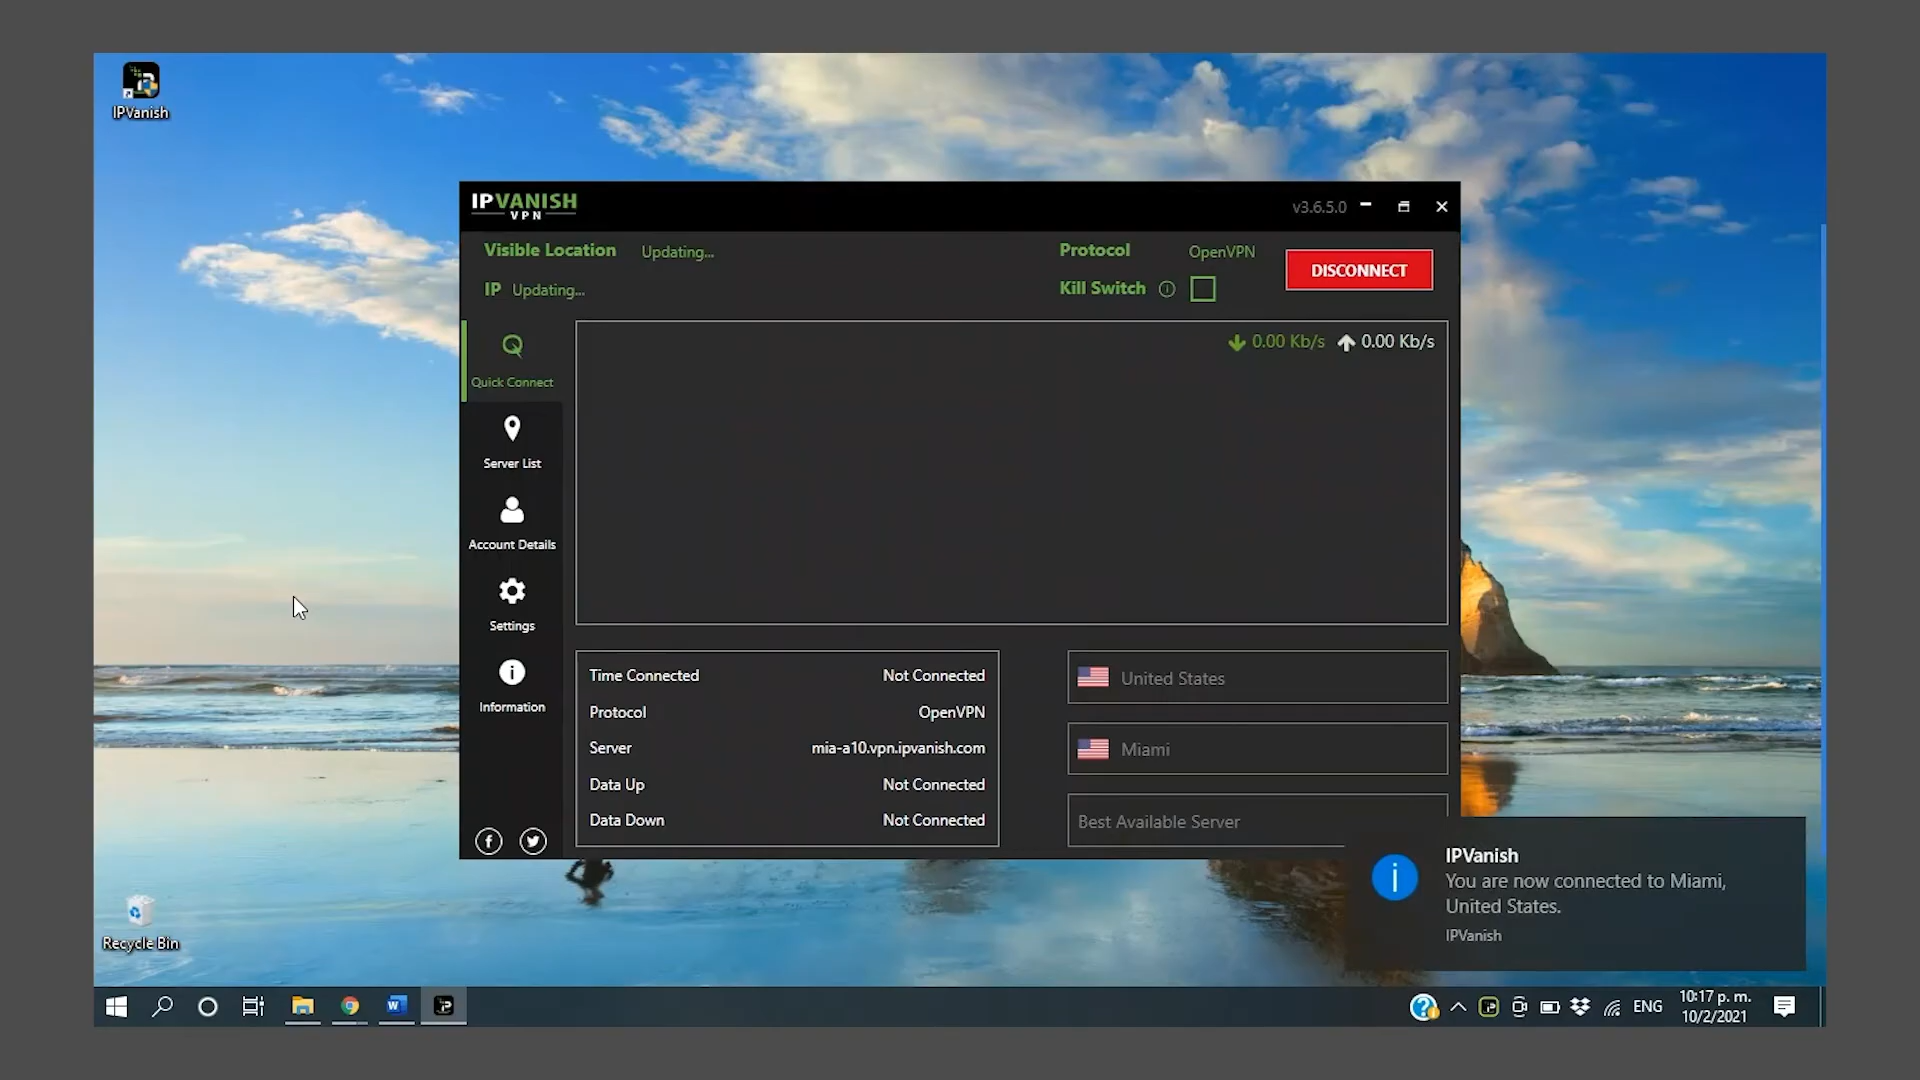 IPVanish
IPVANISH
VPN
v3.6.5.0
Visible Location Updating...
Protocol OpenVPN
DISCONNECT
IP Updating...
Kill Switch
0.00 Kb/s 0.00 Kb/s
Quick Connect
Server List
Account Details
Settings
Information
Time Connected Not Connected
Protocol OpenVPN
Server mia-a10.vpn.ipvanish.com
Data Up Not Connected
Data Down Not Connected
United States
Miami
Best Available Server
IPVanish
You are now connected to Miami,
United States.
IPVanish
Recycle Bin
ENG
10:17 p. m.
10/2/2021